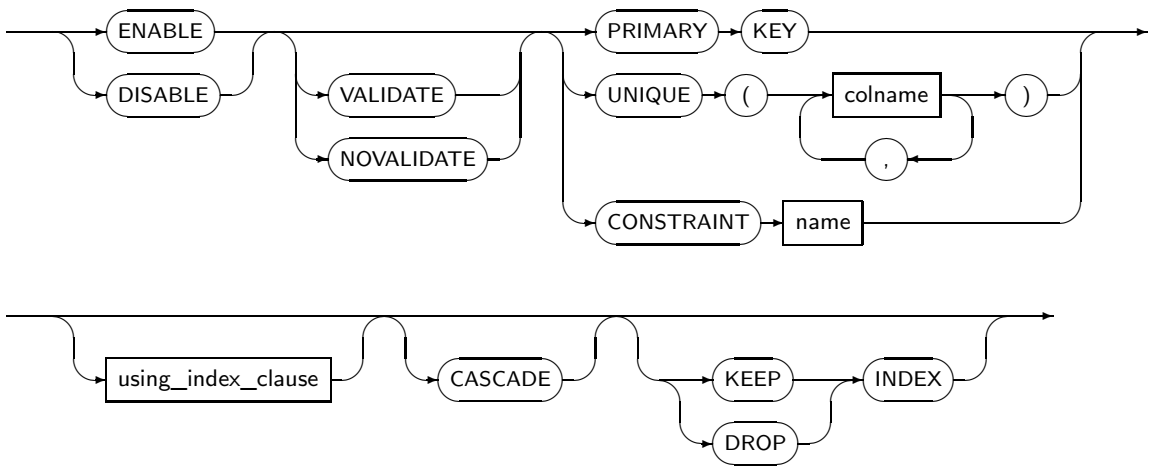 ENABLE PRIMARY KEY
DISABLE VALIDATE UNIQUE ( colname )
NOVALIDATE ,
CONSTRAINT name
using_index_clause CASCADE KEEP INDEX
DROP